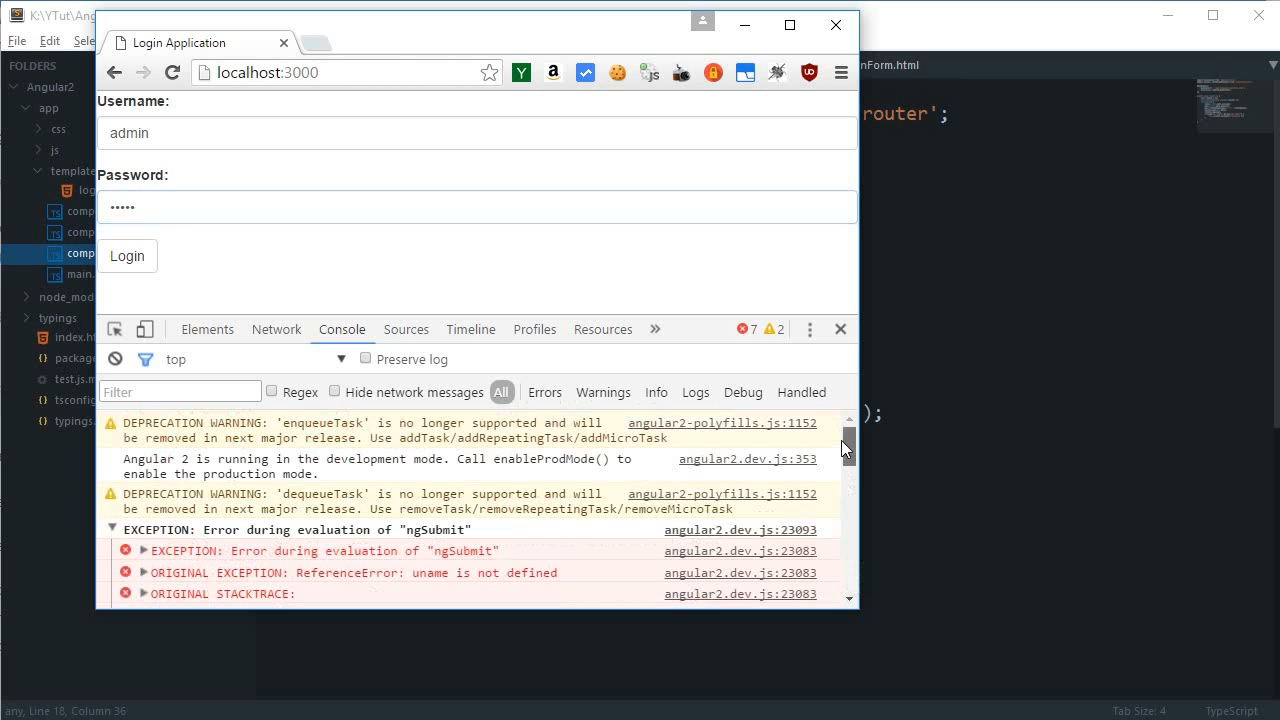 K:\YTut\An
File Edit Sele
FOLDERS
Angular2
app
css
js
template
log
comp
comp
comp
main.
node_mod
typings
index.ht
package
test.js.m
tsconfig
typings.
nForm.html
router';
);
Login Application
localhost:3000
Username:
admin
Password:
•••••
Login
Elements Network Console Sources Timeline Profiles Resources » 7 2
top Preserve log
Filter Regex Hide network messages All Errors Warnings Info Logs Debug Handled
DEPRECATION WARNING: 'enqueueTask' is no longer supported and will angular2-polyfills.js:1152
be removed in next major release. Use addTask/addRepeatingTask/addMicroTask
Angular 2 is running in the development mode. Call enableProdMode() to angular2.dev.js:353
enable the production mode.
DEPRECATION WARNING: 'dequeueTask' is no longer supported and will angular2-polyfills.js:1152
be removed in next major release. Use removeTask/removeRepeatingTask/removeMicroTask
EXCEPTION: Error during evaluation of "ngSubmit" angular2.dev.js:23093
EXCEPTION: Error during evaluation of "ngSubmit" angular2.dev.js:23083
ORIGINAL EXCEPTION: ReferenceError: uname is not defined angular2.dev.js:23083
ORIGINAL STACKTRACE: angular2.dev.js:23083
any, Line 18, Column 36 Tab Size: 4 TypeScript